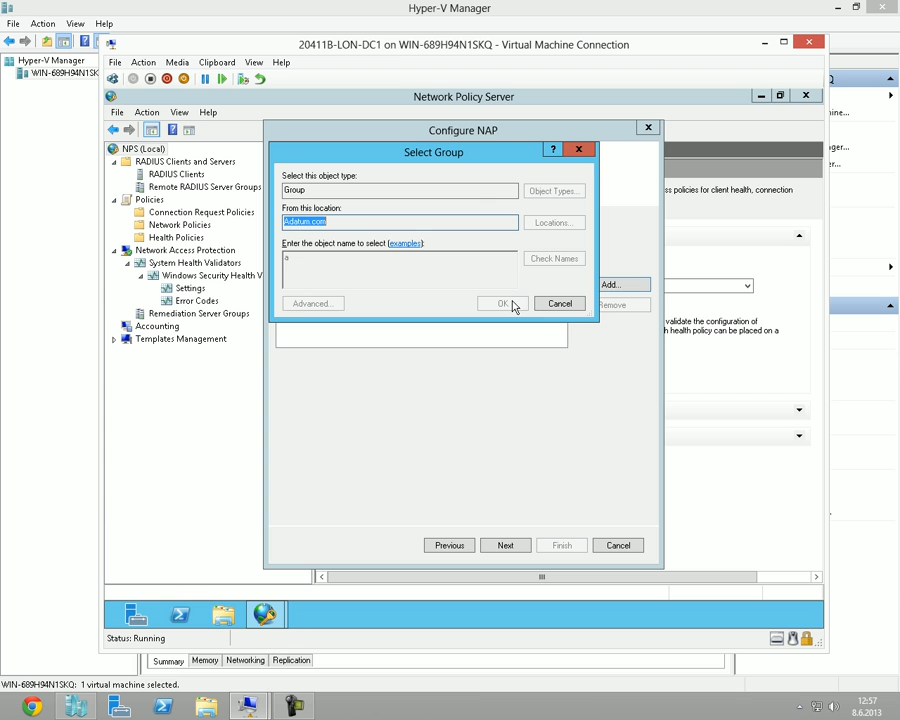 Hyper-V Manager
File Action View Help
Hyper-V Manager
WIN-689H94N1SK
20411B-LON-DC1 on WIN-689H94N1SKQ - Virtual Machine Connection
File Action Media Clipboard View Help
Network Policy Server
File Action View Help
NPS (Local)
RADIUS Clients and Servers
RADIUS Clients
Remote RADIUS Server Groups
Policies
Connection Request Policies
Network Policies
Health Policies
Network Access Protection
System Health Validators
Windows Security Health V
Settings
Error Codes
Remediation Server Groups
Accounting
Templates Management
Configure NAP
Select Group
Select this object type:
Group
Object Types...
From this location:
Adatum.com
Locations...
Enter the object name to select (examples):
a
Check Names
Advanced...
OK
Cancel
Add...
Remove
Previous
Next
Finish
Cancel
ss policies for client health, connection
validate the configuration of
h health policy can be placed on a
ine...
ger...
er...
Status: Running
Summary Memory Networking Replication
WIN-689H94N1SKQ: 1 virtual machine selected.
12:57
8.6.2013